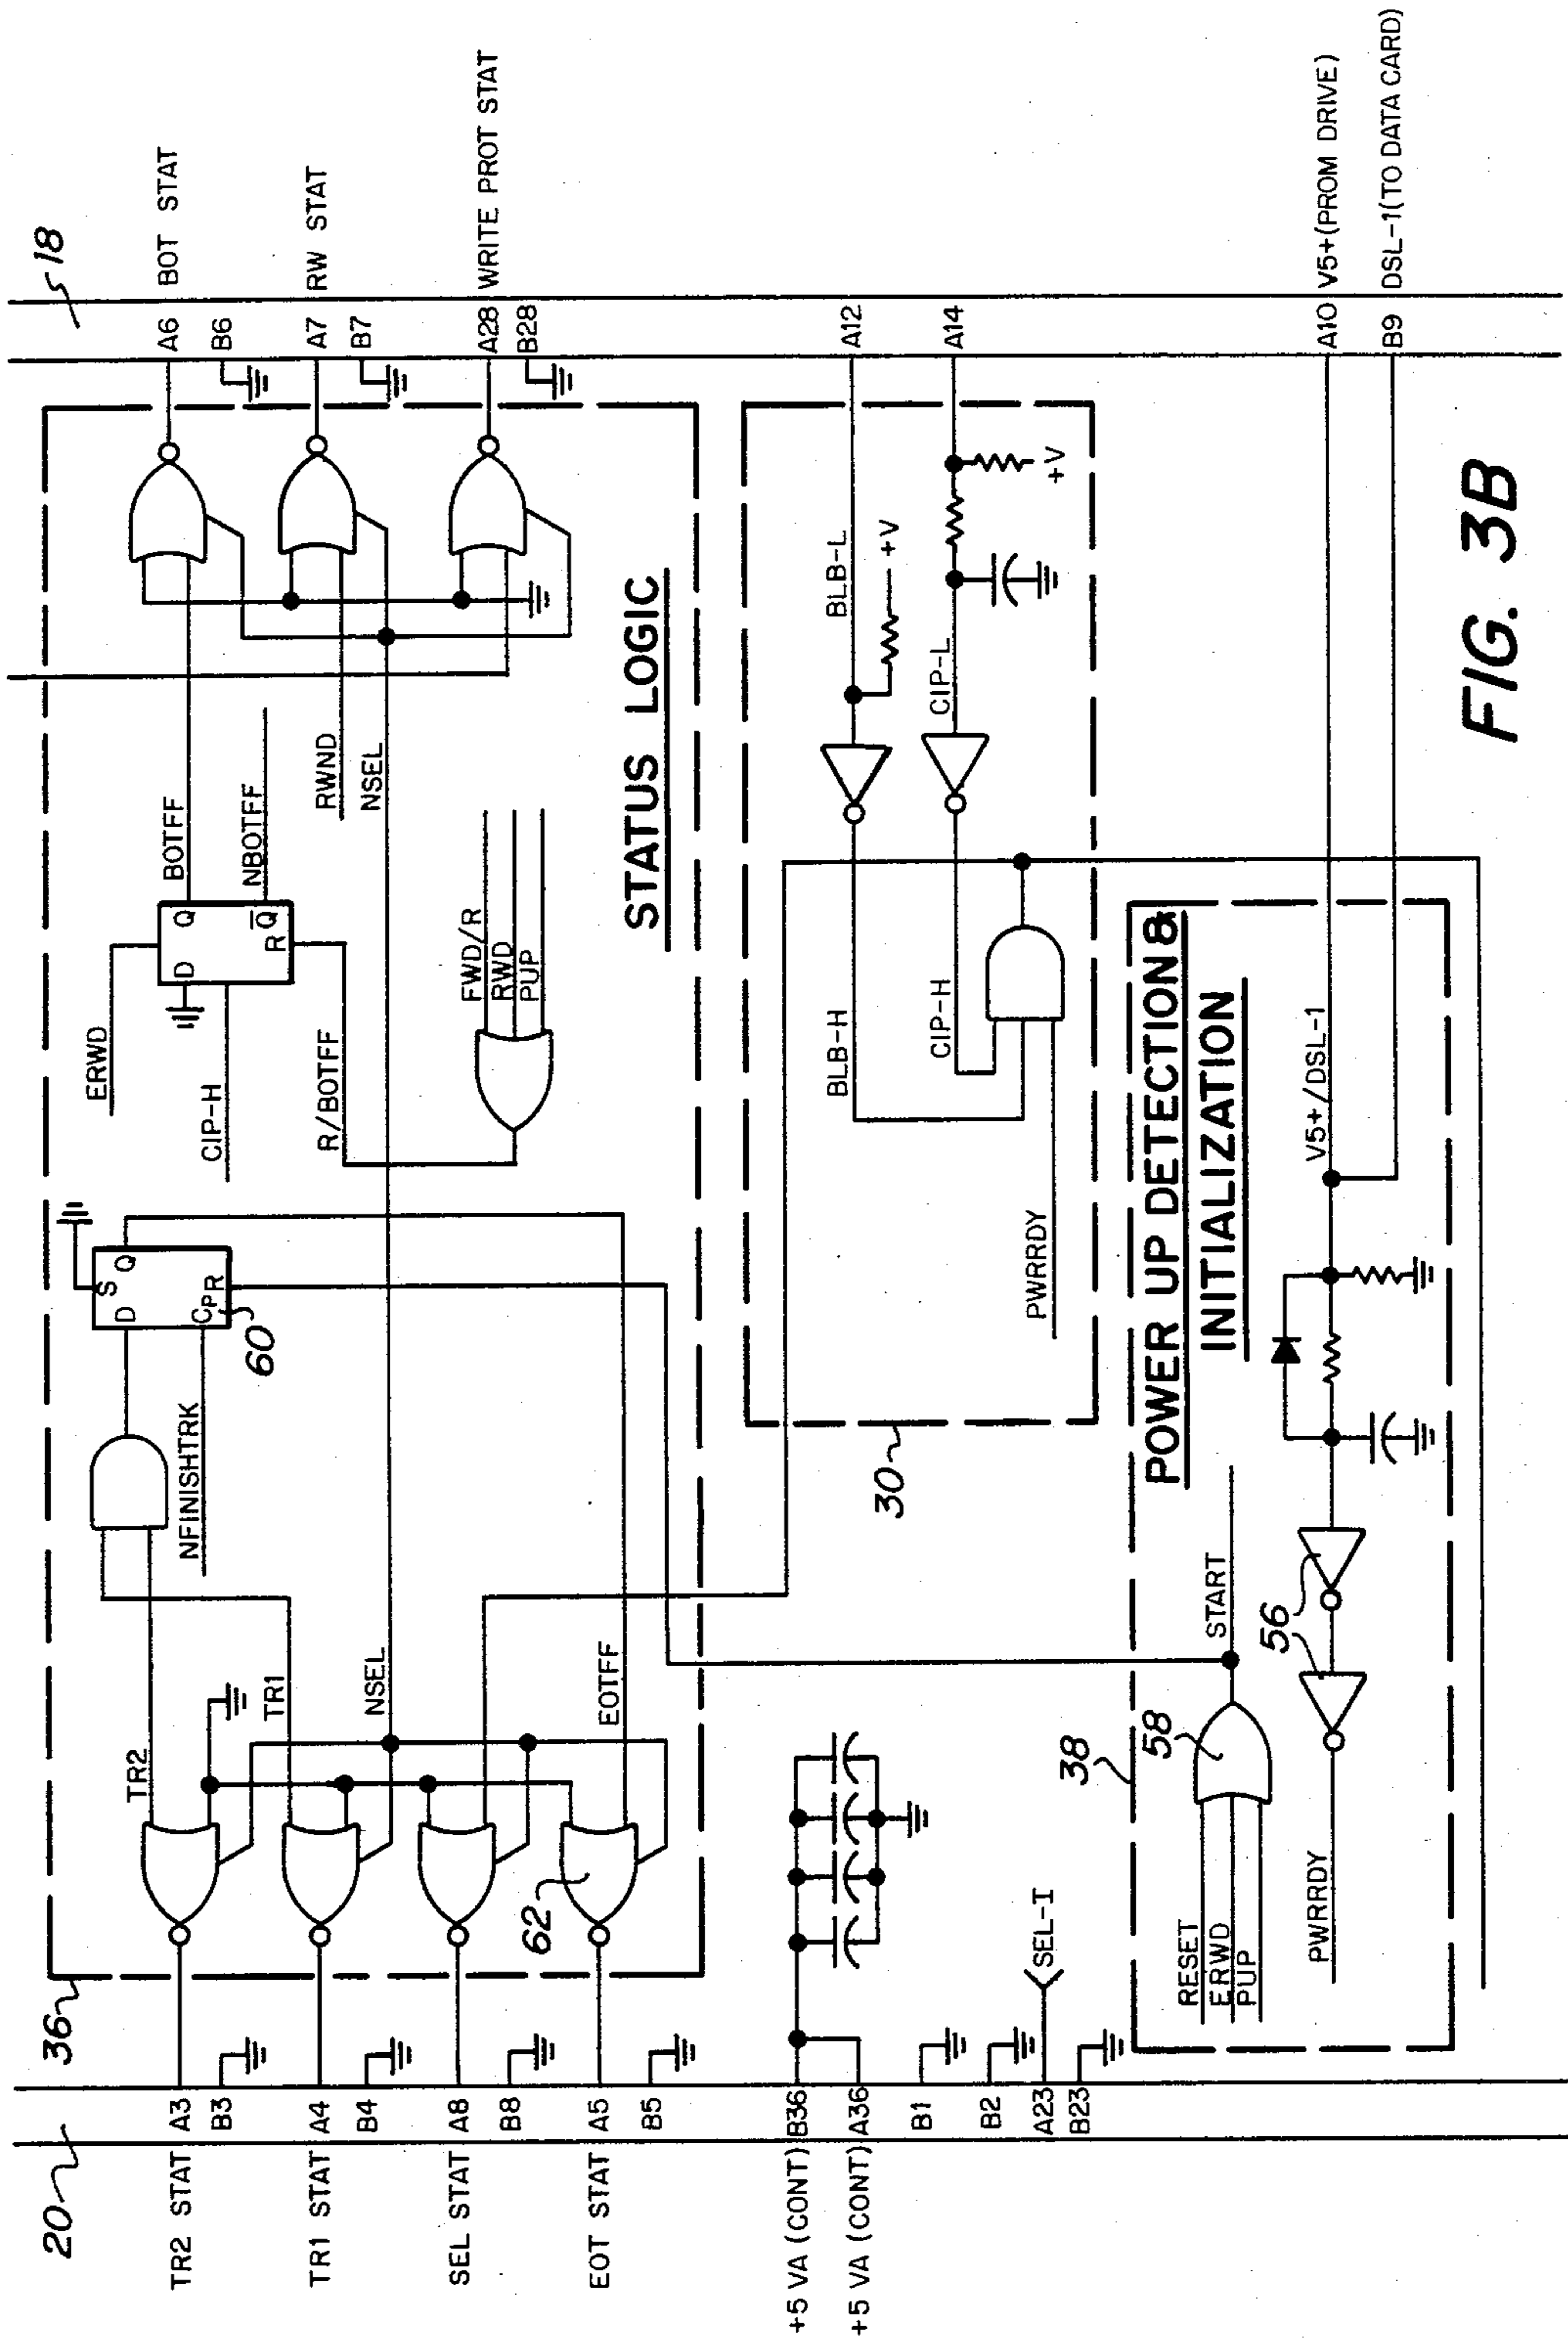 20
TR2 STAT
A3
B3
TR1 STAT
A4
B4
SEL STAT
A8
B8
EOT STAT
A5
B5
+5 VA (CONT)
B36
+5 VA (CONT)
A36
B1
B2
A23
B23
SEL-I
36
TR2
TR1
NSEL
EOTFF
62
NFINISHTRK
S
D
Q
CP
R
60
ERWD
CIP-H
D
Q
Q
R
BOTFF
NBOTFF
R/BOTFF
FWD/R
RWD
PUP
RWND
NSEL
STATUS LOGIC
18
A6
BOT STAT
B6
A7
RW STAT
B7
A28
WRITE PROT STAT
B28
30
BLB-H
CIP-H
PWRRDY
BLB-L
+V
CIP-L
+V
A12
A14
38
POWER UP DETECTION &
INITIALIZATION
RESET
ERWD
PUP
58
START
56
PWRRDY
V5+/DSL-1
A10
V5+(PROM DRIVE)
B9
DSL-1(TO DATA CARD)
FIG. 3B